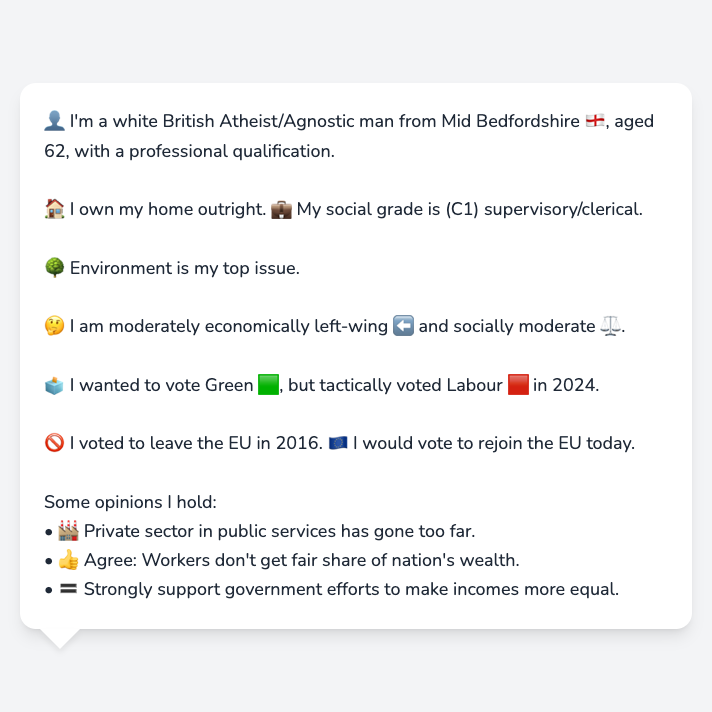 👤 I'm a white British Atheist/Agnostic man from Mid Bedfordshire 🏴󠁧󠁢󠁥󠁮󠁧󠁿, aged
62, with a professional qualification.
🏠 I own my home outright. 💼 My social grade is (C1) supervisory/clerical.
🌳 Environment is my top issue.
🤔 I am moderately economically left-wing ⬅️ and socially moderate ⚖️.
🗳️ I wanted to vote Green 🟩, but tactically voted Labour 🟥 in 2024.
🚫 I voted to leave the EU in 2016. 🇪🇺 I would vote to rejoin the EU today.
Some opinions I hold:
• 🏭 Private sector in public services has gone too far.
• 👍 Agree: Workers don't get fair share of nation's wealth.
• 🟰 Strongly support government efforts to make incomes more equal.